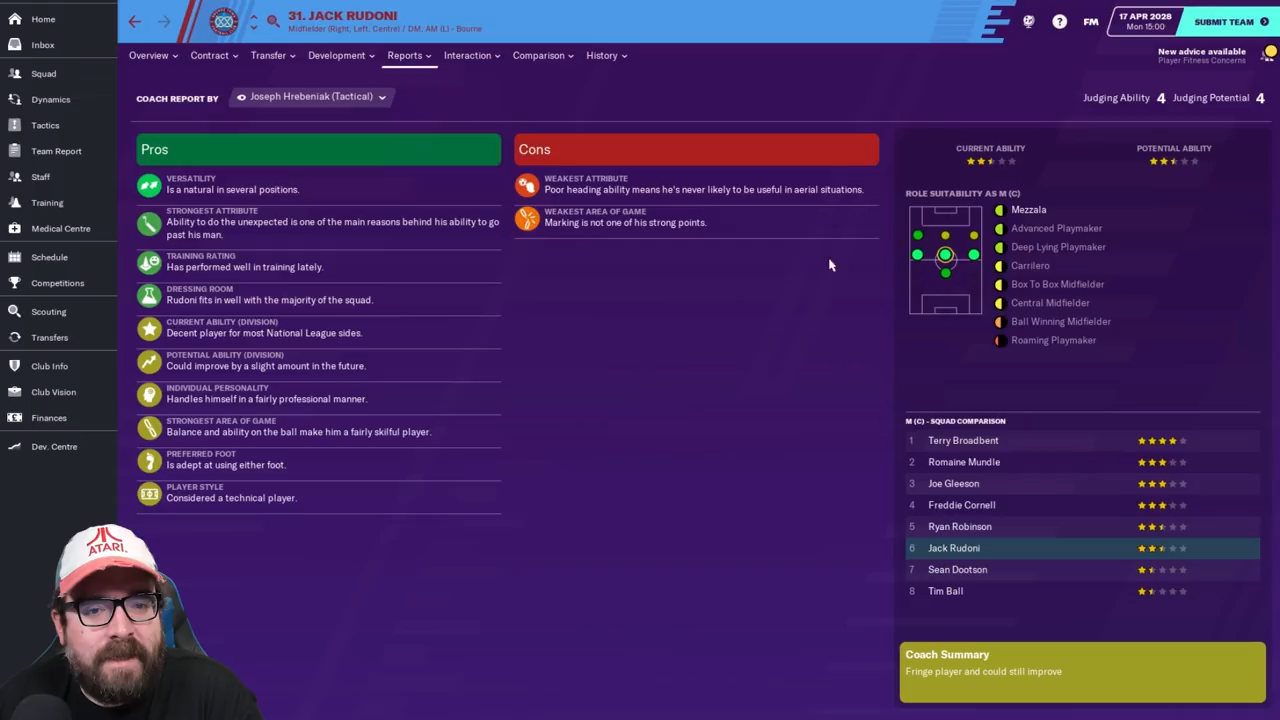 Home
Inbox
Squad
Dynamics
Tactics
Team Report
Staff
Training
Medical Centre
Schedule
Competitions
Scouting
Transfers
Club Info
Club Vision
Finances
Dev. Centre
31. JACK RUDONI
Midfielder (Right, Left, Centre) / DM, AM (L) - Bourne
FM
17 APR 2028
Mon 15:00
SUBMIT TEAM
Overview
Contract
Transfer
Development
Reports
Interaction
Comparison
History
New advice available
Player Fitness Concerns
COACH REPORT BY
Joseph Hrebeniak (Tactical)
Judging Ability 4 Judging Potential 4
Pros
VERSATILITY
Is a natural in several positions.
STRONGEST ATTRIBUTE
Ability to do the unexpected is one of the main reasons behind his ability to go
past his man.
TRAINING RATING
Has performed well in training lately.
DRESSING ROOM
Rudoni fits in well with the majority of the squad.
CURRENT ABILITY (DIVISION)
Decent player for most National League sides.
POTENTIAL ABILITY (DIVISION)
Could improve by a slight amount in the future.
INDIVIDUAL PERSONALITY
Handles himself in a fairly professional manner.
STRONGEST AREA OF GAME
Balance and ability on the ball make him a fairly skilful player.
PREFERRED FOOT
Is adept at using either foot.
PLAYER STYLE
Considered a technical player.
Cons
WEAKEST ATTRIBUTE
Poor heading ability means he's never likely to be useful in aerial situations.
WEAKEST AREA OF GAME
Marking is not one of his strong points.
CURRENT ABILITY
POTENTIAL ABILITY
ROLE SUITABILITY AS M (C)
Mezzala
Advanced Playmaker
Deep Lying Playmaker
Carrilero
Box To Box Midfielder
Central Midfielder
Ball Winning Midfielder
Roaming Playmaker
M (C) - SQUAD COMPARISON
1 Terry Broadbent
2 Romaine Mundle
3 Joe Gleeson
4 Freddie Cornell
5 Ryan Robinson
6 Jack Rudoni
7 Sean Dootson
8 Tim Ball
Coach Summary
Fringe player and could still improve
ATARI